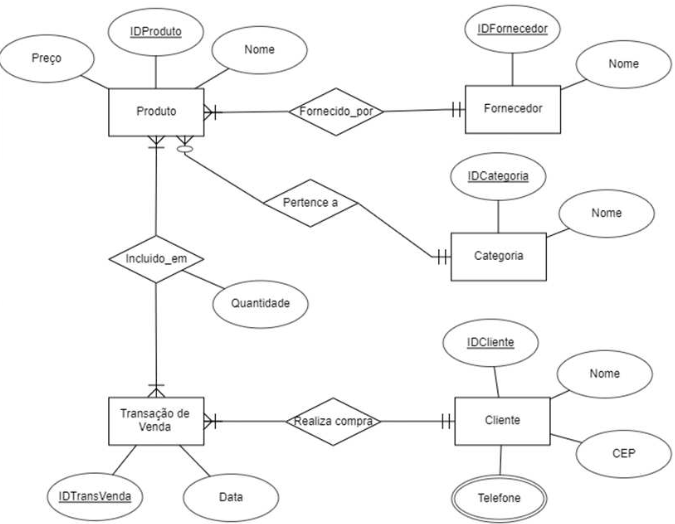 IDProduto
IDFornecedor
Nome
Preço
Nome
Produto
Fornecido_por
Fornecedor
IDCategoria
Pertence a
Nome
Categoria
Incluido_em
Quantidade
IDCliente
Nome
Transação de
Venda
Realiza compra
Cliente
CEP
IDTransVenda
Data
Telefone